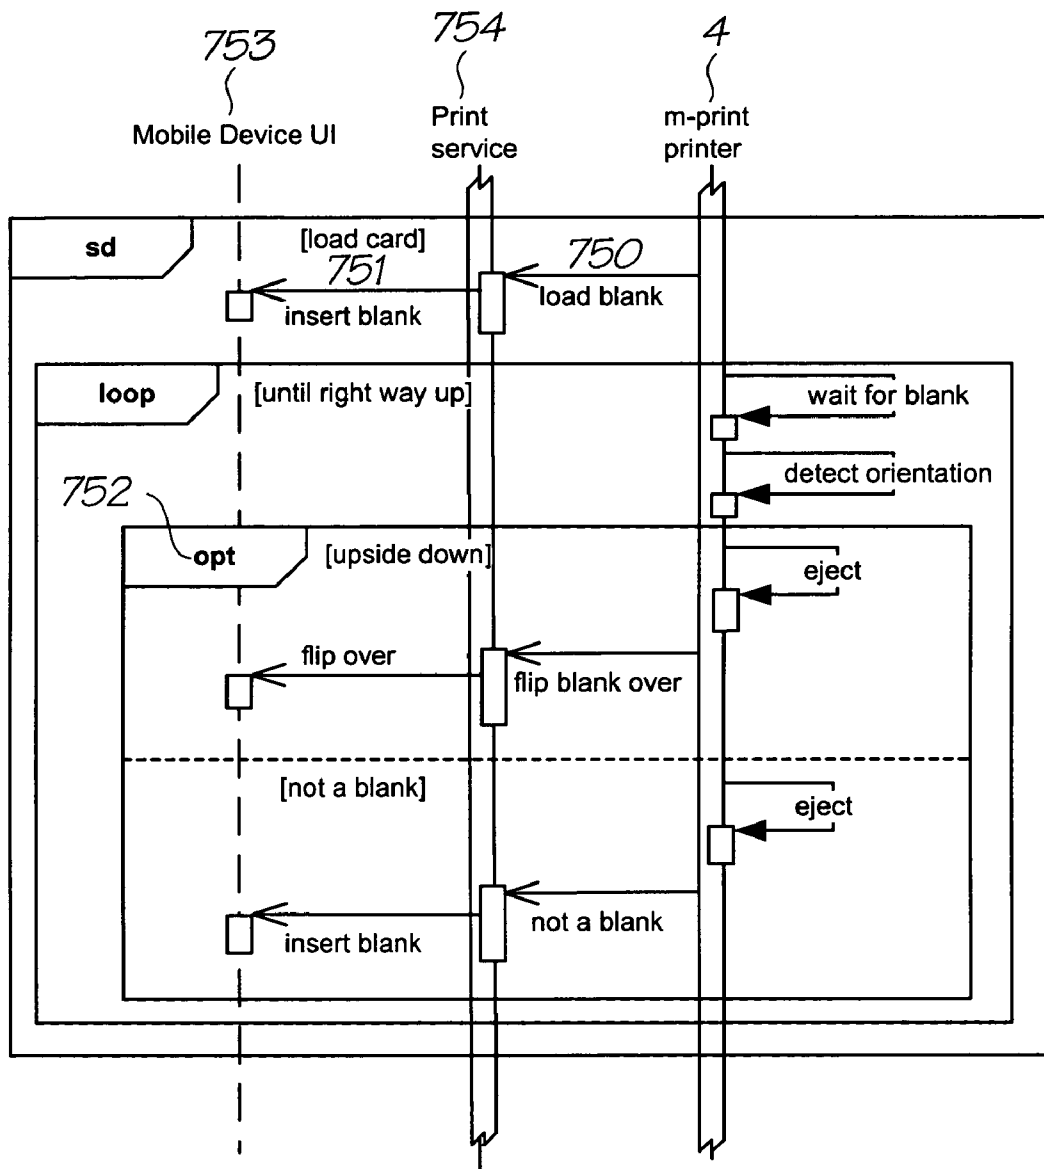 753
754
4
Mobile Device UI
Print
service
m-print
printer
sd
[load card]
751
750
insert blank
load blank
loop
[until right way up]
wait for blank
detect orientation
752
opt
[upside down]
eject
flip over
flip blank over
[not a blank]
eject
insert blank
not a blank